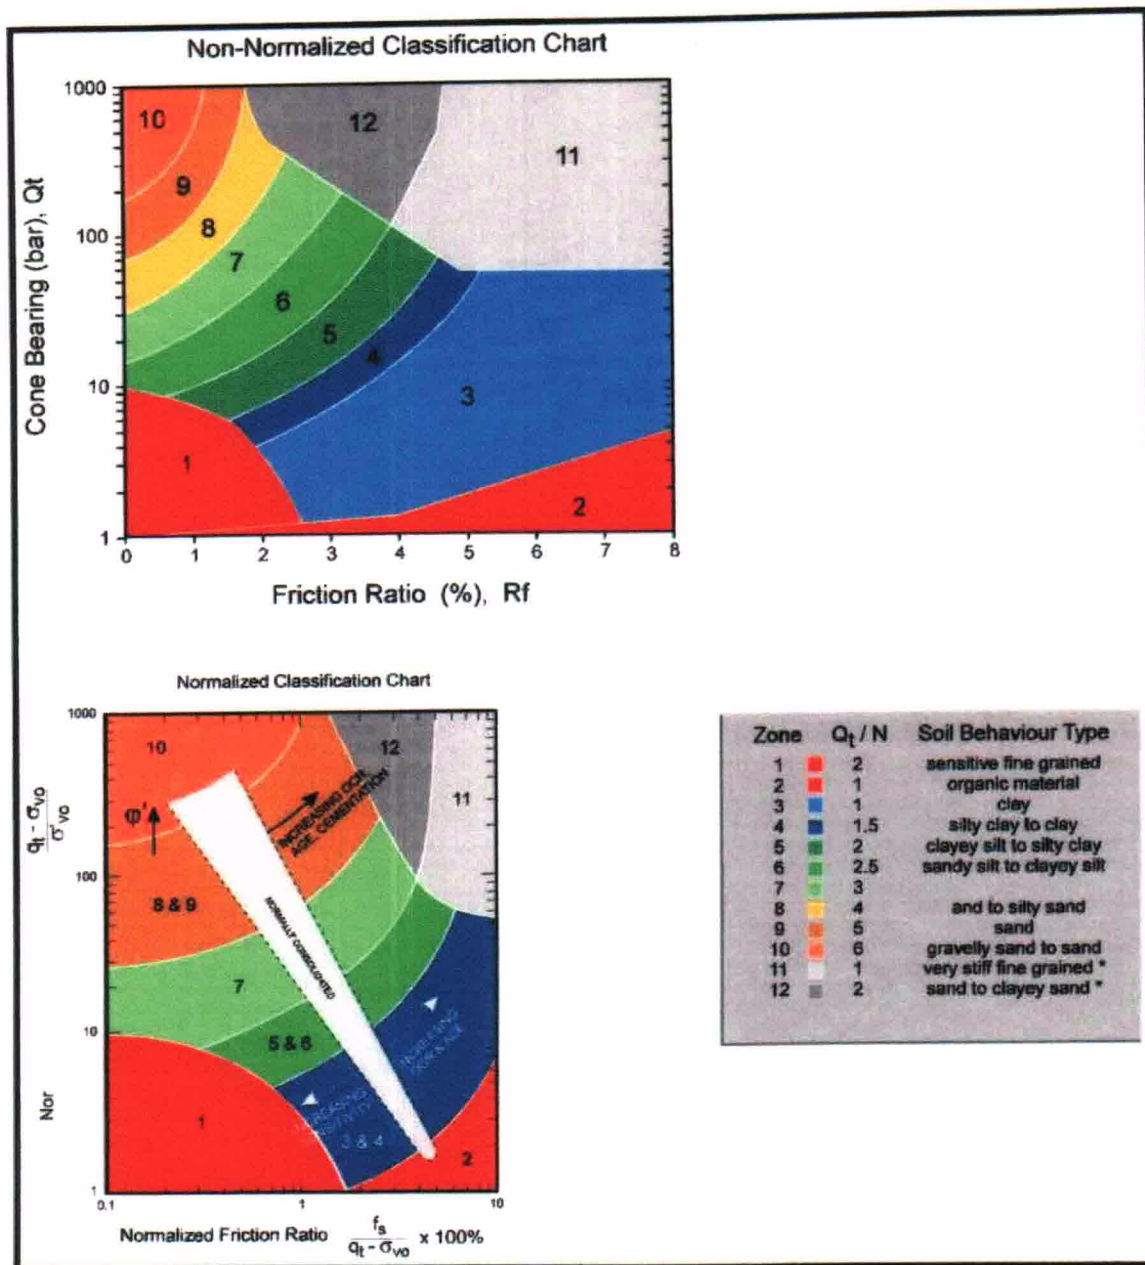 Non-Normalized Classification Chart
1000
100
10
1
Cone Bearing (bar), Qt
10
9
8
7
6
5
4
3
1
2
12
11
0 1 2 3 4 5 6 7 8
Friction Ratio (%), Rf
Normalized Classification Chart
1000
100
10
1
qt - σvo
σ'vo
Nor
10
φ'
INCREASING OCR
AGE, CEMENTATION
12
11
8 & 9
NORMALLY CONSOLIDATED
7
5 & 6
INCREASING
OCR & AGE
INCREASING
SENSITIVITY
3 & 4
1
2
0.1 1 10
Normalized Friction Ratio fs / qt - σvo x 100%
Zone Qt / N Soil Behaviour Type
1 2 sensitive fine grained
2 1 organic material
3 1 clay
4 1.5 silty clay to clay
5 2 clayey silt to silty clay
6 2.5 sandy silt to clayey silt
7 3
8 4 and to silty sand
9 5 sand
10 6 gravelly sand to sand
11 1 very stiff fine grained *
12 2 sand to clayey sand *